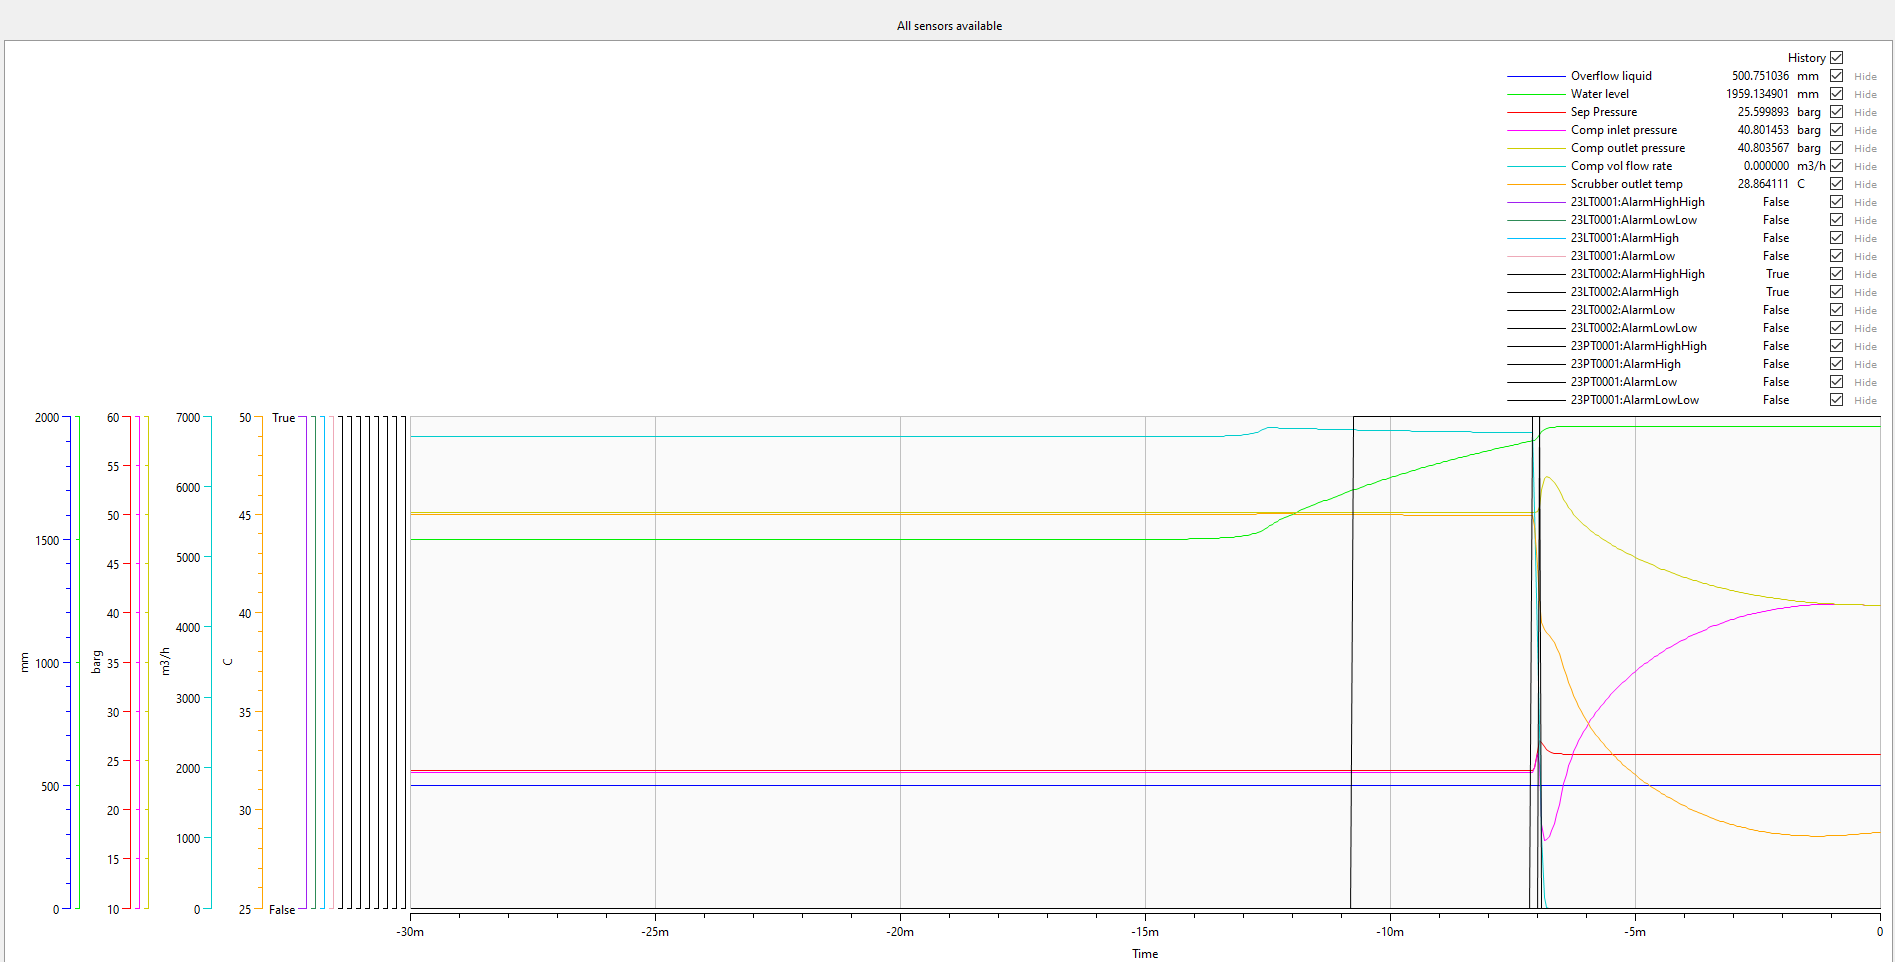 All sensors available
History
Overflow liquid 500.751036 mm Hide
Water level 1959.134901 mm Hide
Sep Pressure 25.599893 barg Hide
Comp inlet pressure 40.801453 barg Hide
Comp outlet pressure 40.803567 barg Hide
Comp vol flow rate 0.000000 m3/h Hide
Scrubber outlet temp 28.864111 C Hide
23LT0001:AlarmHighHigh False Hide
23LT0001:AlarmLowLow False Hide
23LT0001:AlarmHigh False Hide
23LT0001:AlarmLow False Hide
23LT0002:AlarmHighHigh True Hide
23LT0002:AlarmHigh True Hide
23LT0002:AlarmLow False Hide
23LT0002:AlarmLowLow False Hide
23PT0001:AlarmHighHigh False Hide
23PT0001:AlarmHigh False Hide
23PT0001:AlarmLow False Hide
23PT0001:AlarmLowLow False Hide
2000 60 7000 50 True
55
6000
50 45
1500
5000
45
40 40
4000
mm 1000 barg 35 m3/h C
3000
30 35
25
2000
500
20 30
1000
15
0 10 0 25 False
-30m -25m -20m -15m -10m -5m 0
Time